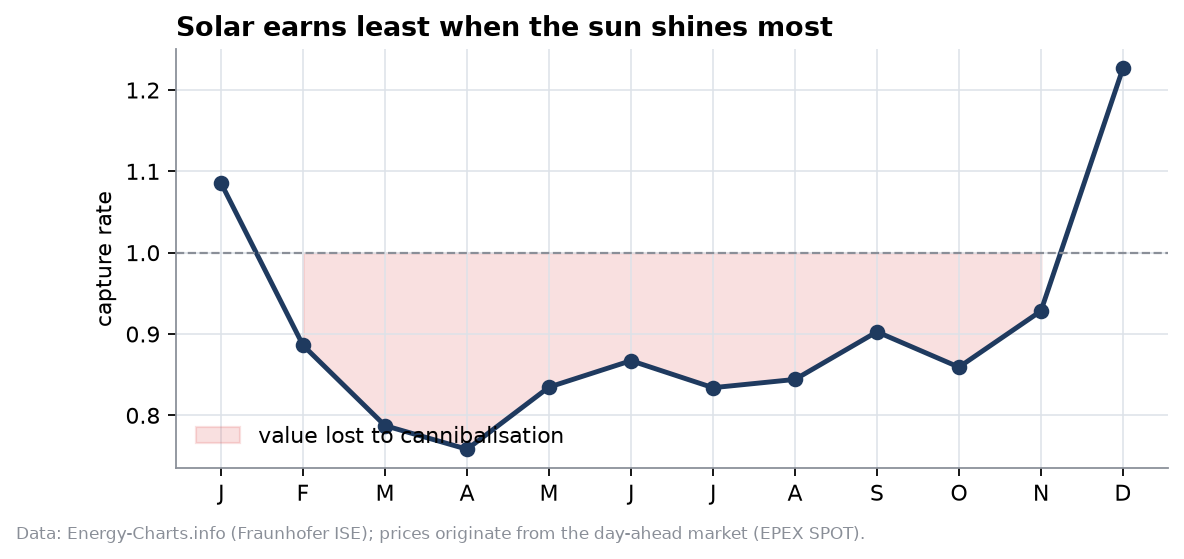 Solar earns least when the sun shines most
capture rate
1.2
1.1
1.0
0.9
0.8
value lost to cannibalisation
J F M A M J J A S O N D
Data: Energy-Charts.info (Fraunhofer ISE); prices originate from the day-ahead market (EPEX SPOT).